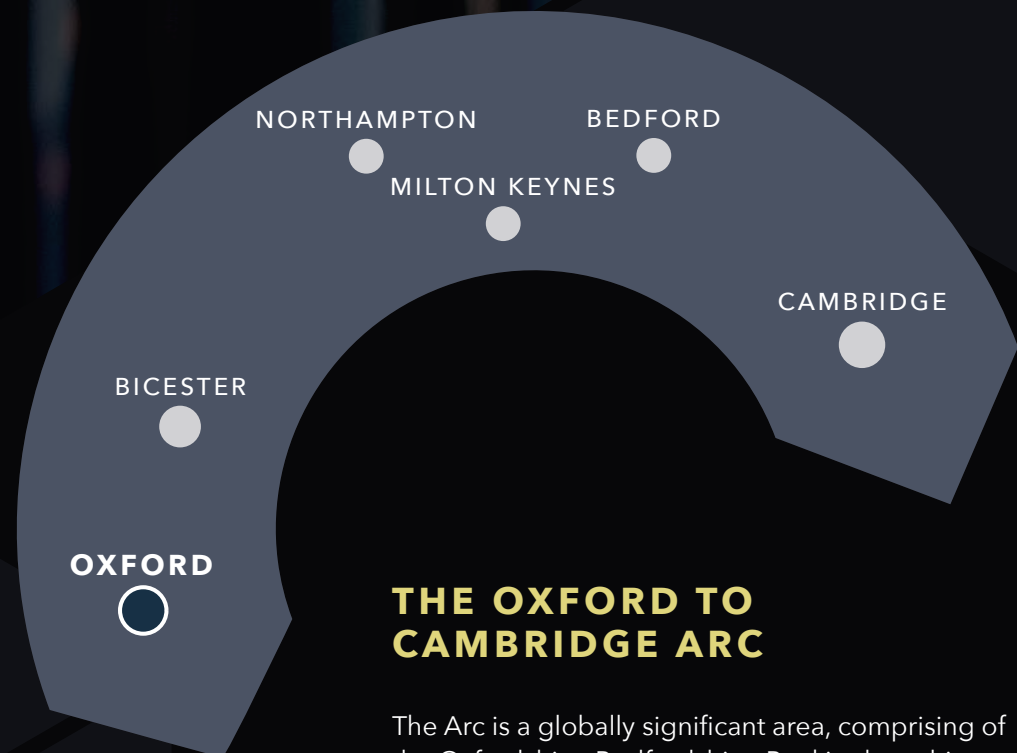 NORTHAMPTON
BEDFORD
MILTON KEYNES
CAMBRIDGE
BICESTER
OXFORD
THE OXFORD TO
CAMBRIDGE ARC
The Arc is a globally significant area, comprising of